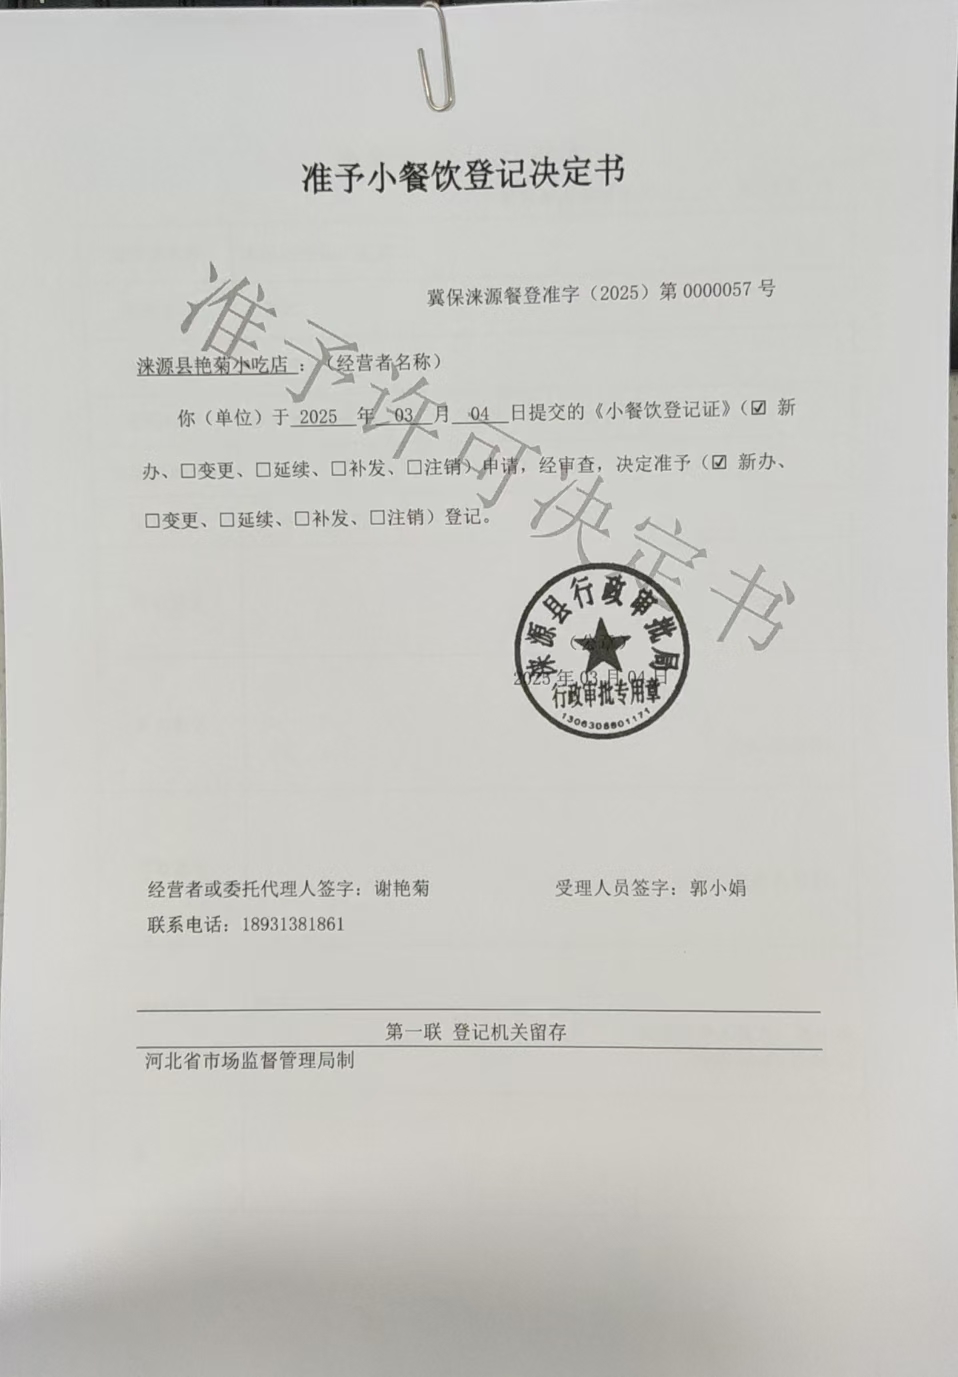 准予小餐饮登记决定书
冀保涞源餐登准字（2025）第 0000057 号
涞源县艳菊小吃店：（经营者名称）
你（单位）于 2025 年 03 月 04 日提交的《小餐饮登记证》（☑ 新
办、□变更、□延续、□补发、□注销）申请，经审查，决定准予（☑ 新办、
□变更、□延续、□补发、□注销）登记。
准予许可决定书
涞源县行政审批局
（公章）
2025 年 03 月 04 日
行政审批专用章
1306306601171
经营者或委托代理人签字：谢艳菊 受理人员签字：郭小娟
联系电话：18931381861
第一联 登记机关留存
河北省市场监督管理局制